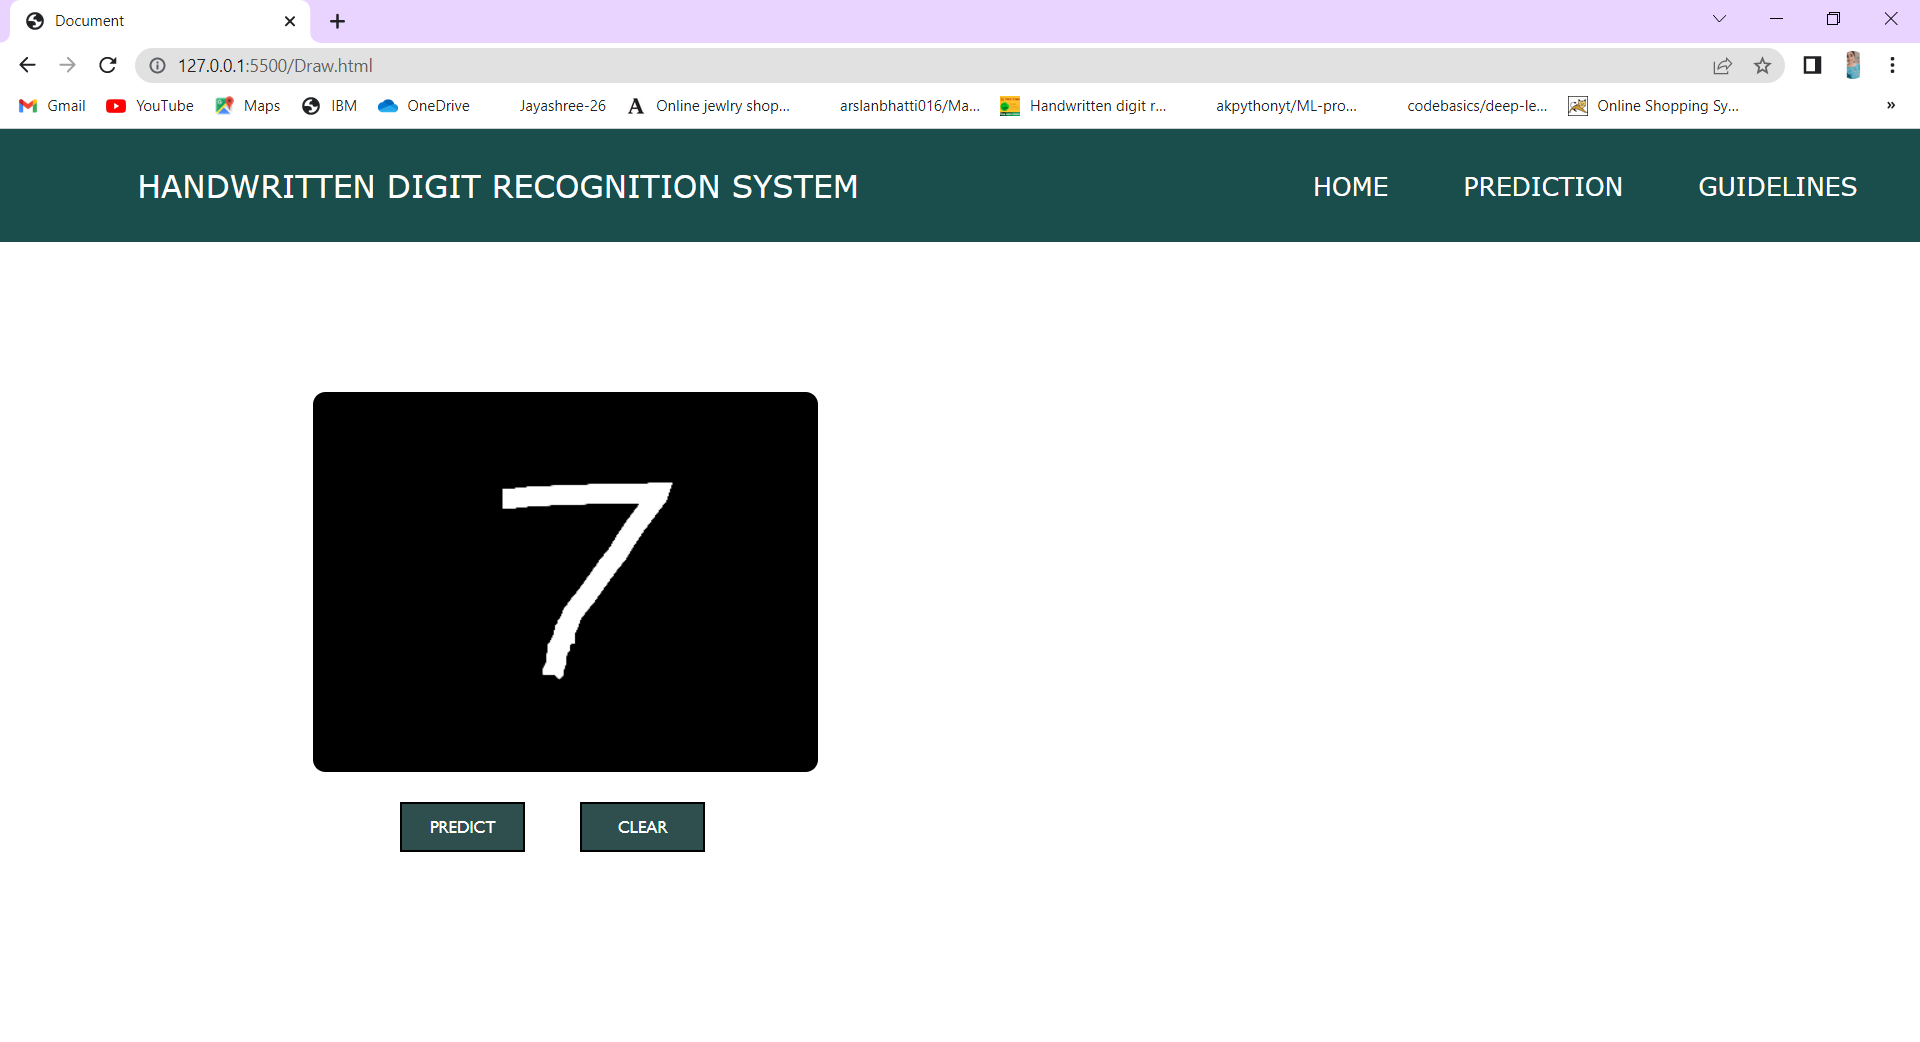 Document
127.0.0.1:5500/Draw.html
Gmail YouTube Maps IBM OneDrive Jayashree-26 Online jewlry shop... arslanbhatti016/Ma... Handwritten digit r... akpythonyt/ML-pro... codebasics/deep-le... Online Shopping Sy... »
HANDWRITTEN DIGIT RECOGNITION SYSTEM HOME PREDICTION GUIDELINES
7
PREDICT CLEAR